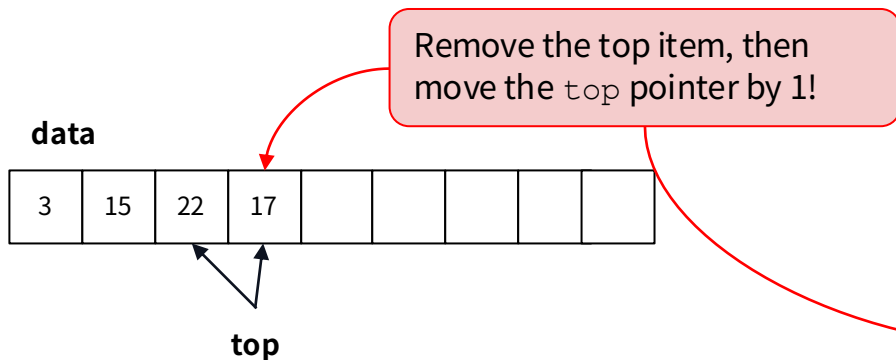 Remove the top item, then
move the top pointer by 1!
data
3 15 22 17
top